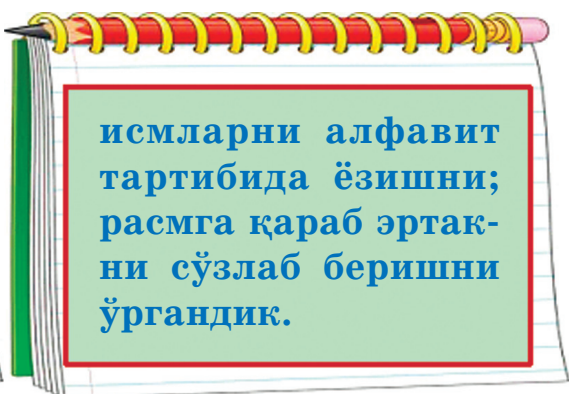 исмларни алфавит
тартибида ёзишни;
расмга қараб эртак-
ни сўзлаб беришни
ўргандик.